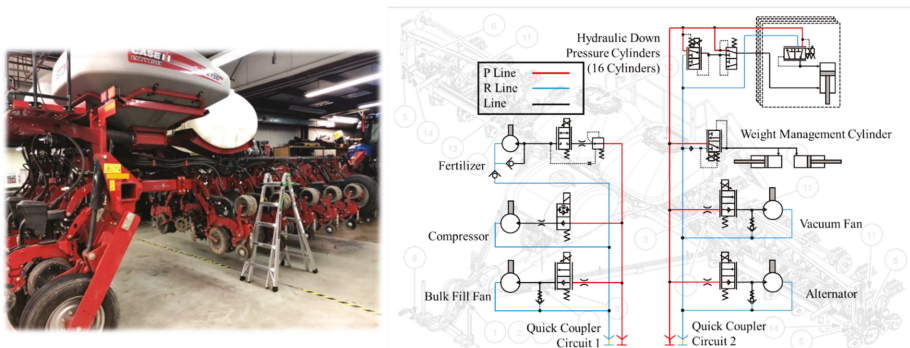 CASE IH
Hydraulic Down
Pressure Cylinders
(16 Cylinders)
P Line
R Line
Line
Weight Management Cylinder
Fertilizer
Compressor
Vacuum Fan
Bulk Fill Fan
Alternator
Quick Coupler
Circuit 1
Quick Coupler
Circuit 2